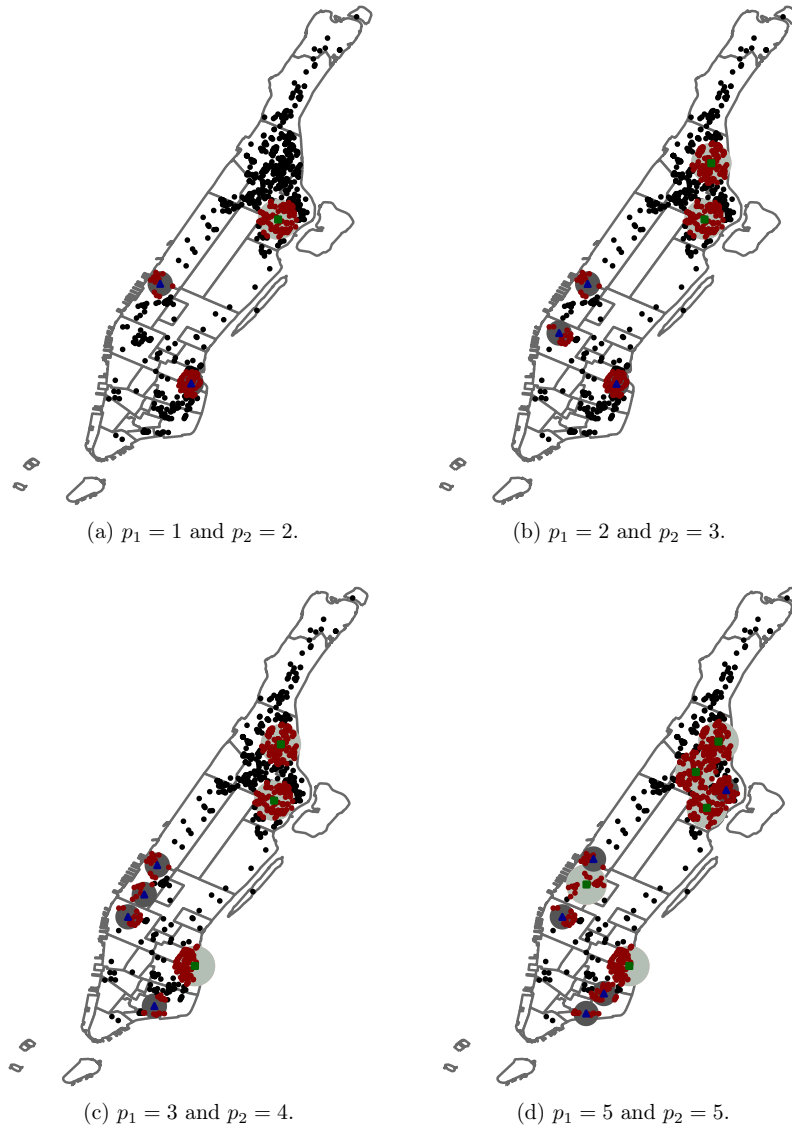 (a) p₁ = 1 and p₂ = 2.
(b) p₁ = 2 and p₂ = 3.
(c) p₁ = 3 and p₂ = 4.
(d) p₁ = 5 and p₂ = 5.